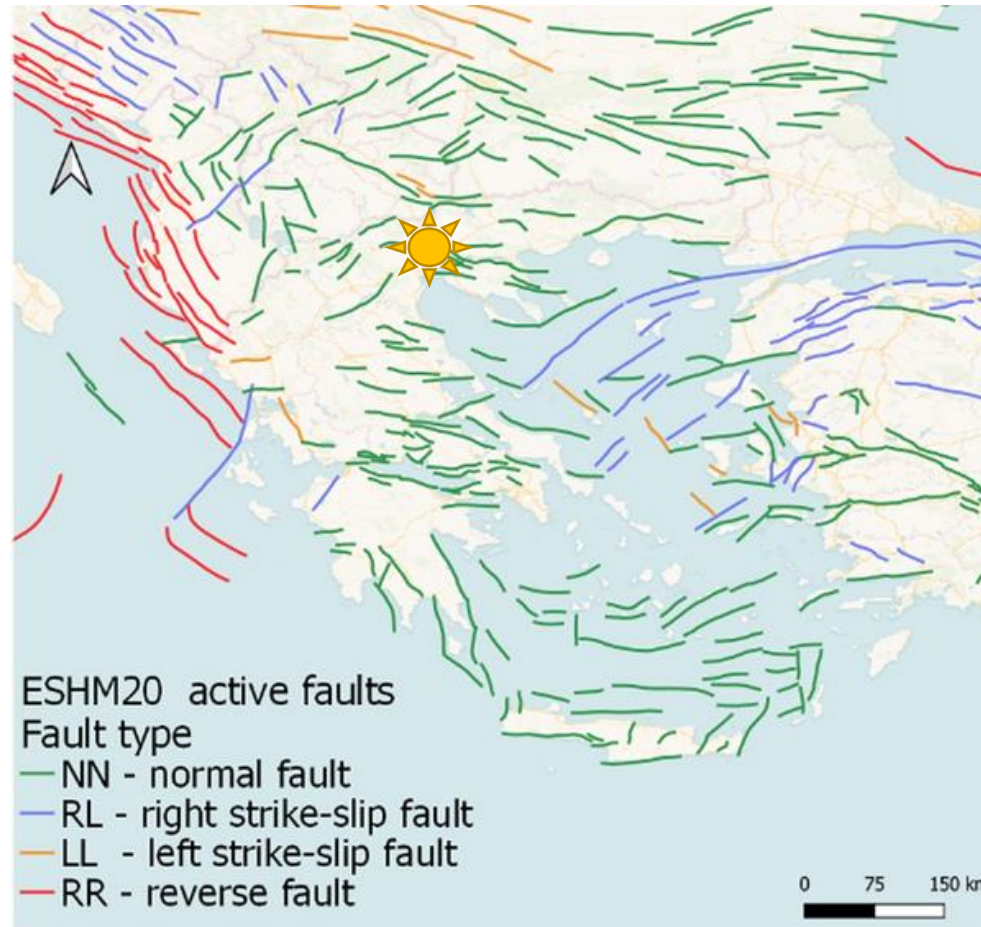 ESHM20 active faults
Fault type
NN - normal fault
RL - right strike-slip fault
LL - left strike-slip fault
RR - reverse fault
0 75 150 km